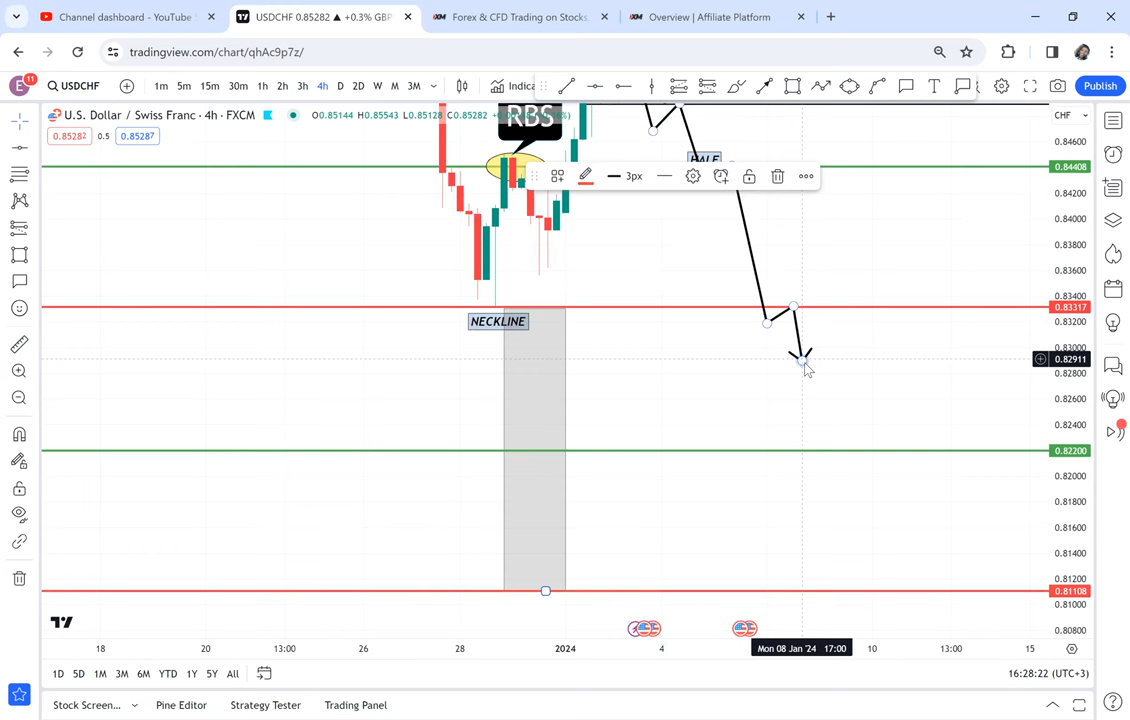 Channel dashboard - YouTube
USDCHF 0.85282 ▲ +0.3% GBP
Forex & CFD Trading on Stocks,
Overview | Affiliate Platform
tradingview.com/chart/qhAc9p7z/
E
11
USDCHF
1m 5m 15m 30m 1h 2h 3h 4h D 2D W M 3M
Indica
Publish
U.S. Dollar / Swiss Franc · 4h · FXCM
O0.85144 H0.85543 L0.85128 C0.85282
CHF
0.85282 0.5 0.85287
RBS
HALF
3px
NECKLINE
0.84600
0.84408
0.84200
0.84000
0.83800
0.83600
0.83400
0.83317
0.83200
0.83000
0.82911
0.82800
0.82600
0.82400
0.82200
0.82000
0.81800
0.81600
0.81400
0.81200
0.81108
0.81000
0.80800
18 20 13:00 26 28 2024 4 Mon 08 Jan '24 17:00 10 13:00 15
1D 5D 1M 3M 6M YTD 1Y 5Y All
16:28:22 (UTC+3)
Stock Screen... Pine Editor Strategy Tester Trading Panel